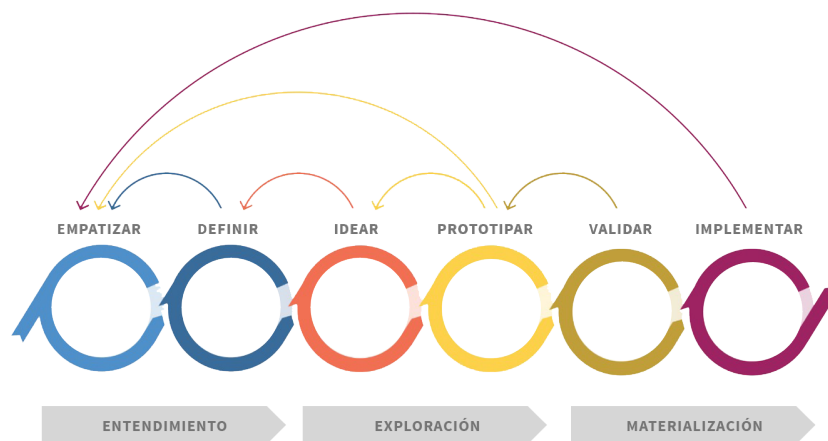 EMPATIZAR DEFINIR IDEAR PROTOTIPAR VALIDAR IMPLEMENTAR
ENTENDIMIENTO EXPLORACIÓN MATERIALIZACIÓN